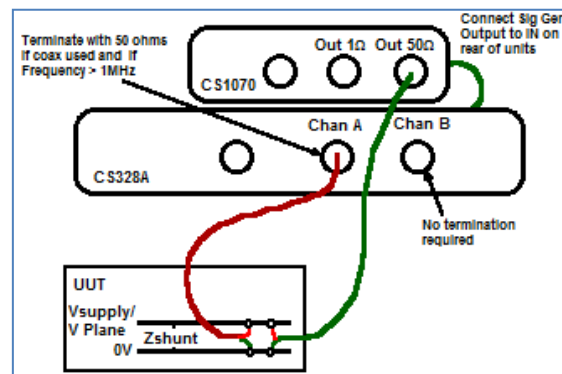 Terminate with 50 ohms
if coax used and if
Frequency > 1MHz
Connect Sig Gen
Output to IN on
rear of units
Out 1Ω Out 50Ω
CS1070
Chan A Chan B
CS328A
No termination
required
UUT
Vsupply/
V Plane
Zshunt
0V